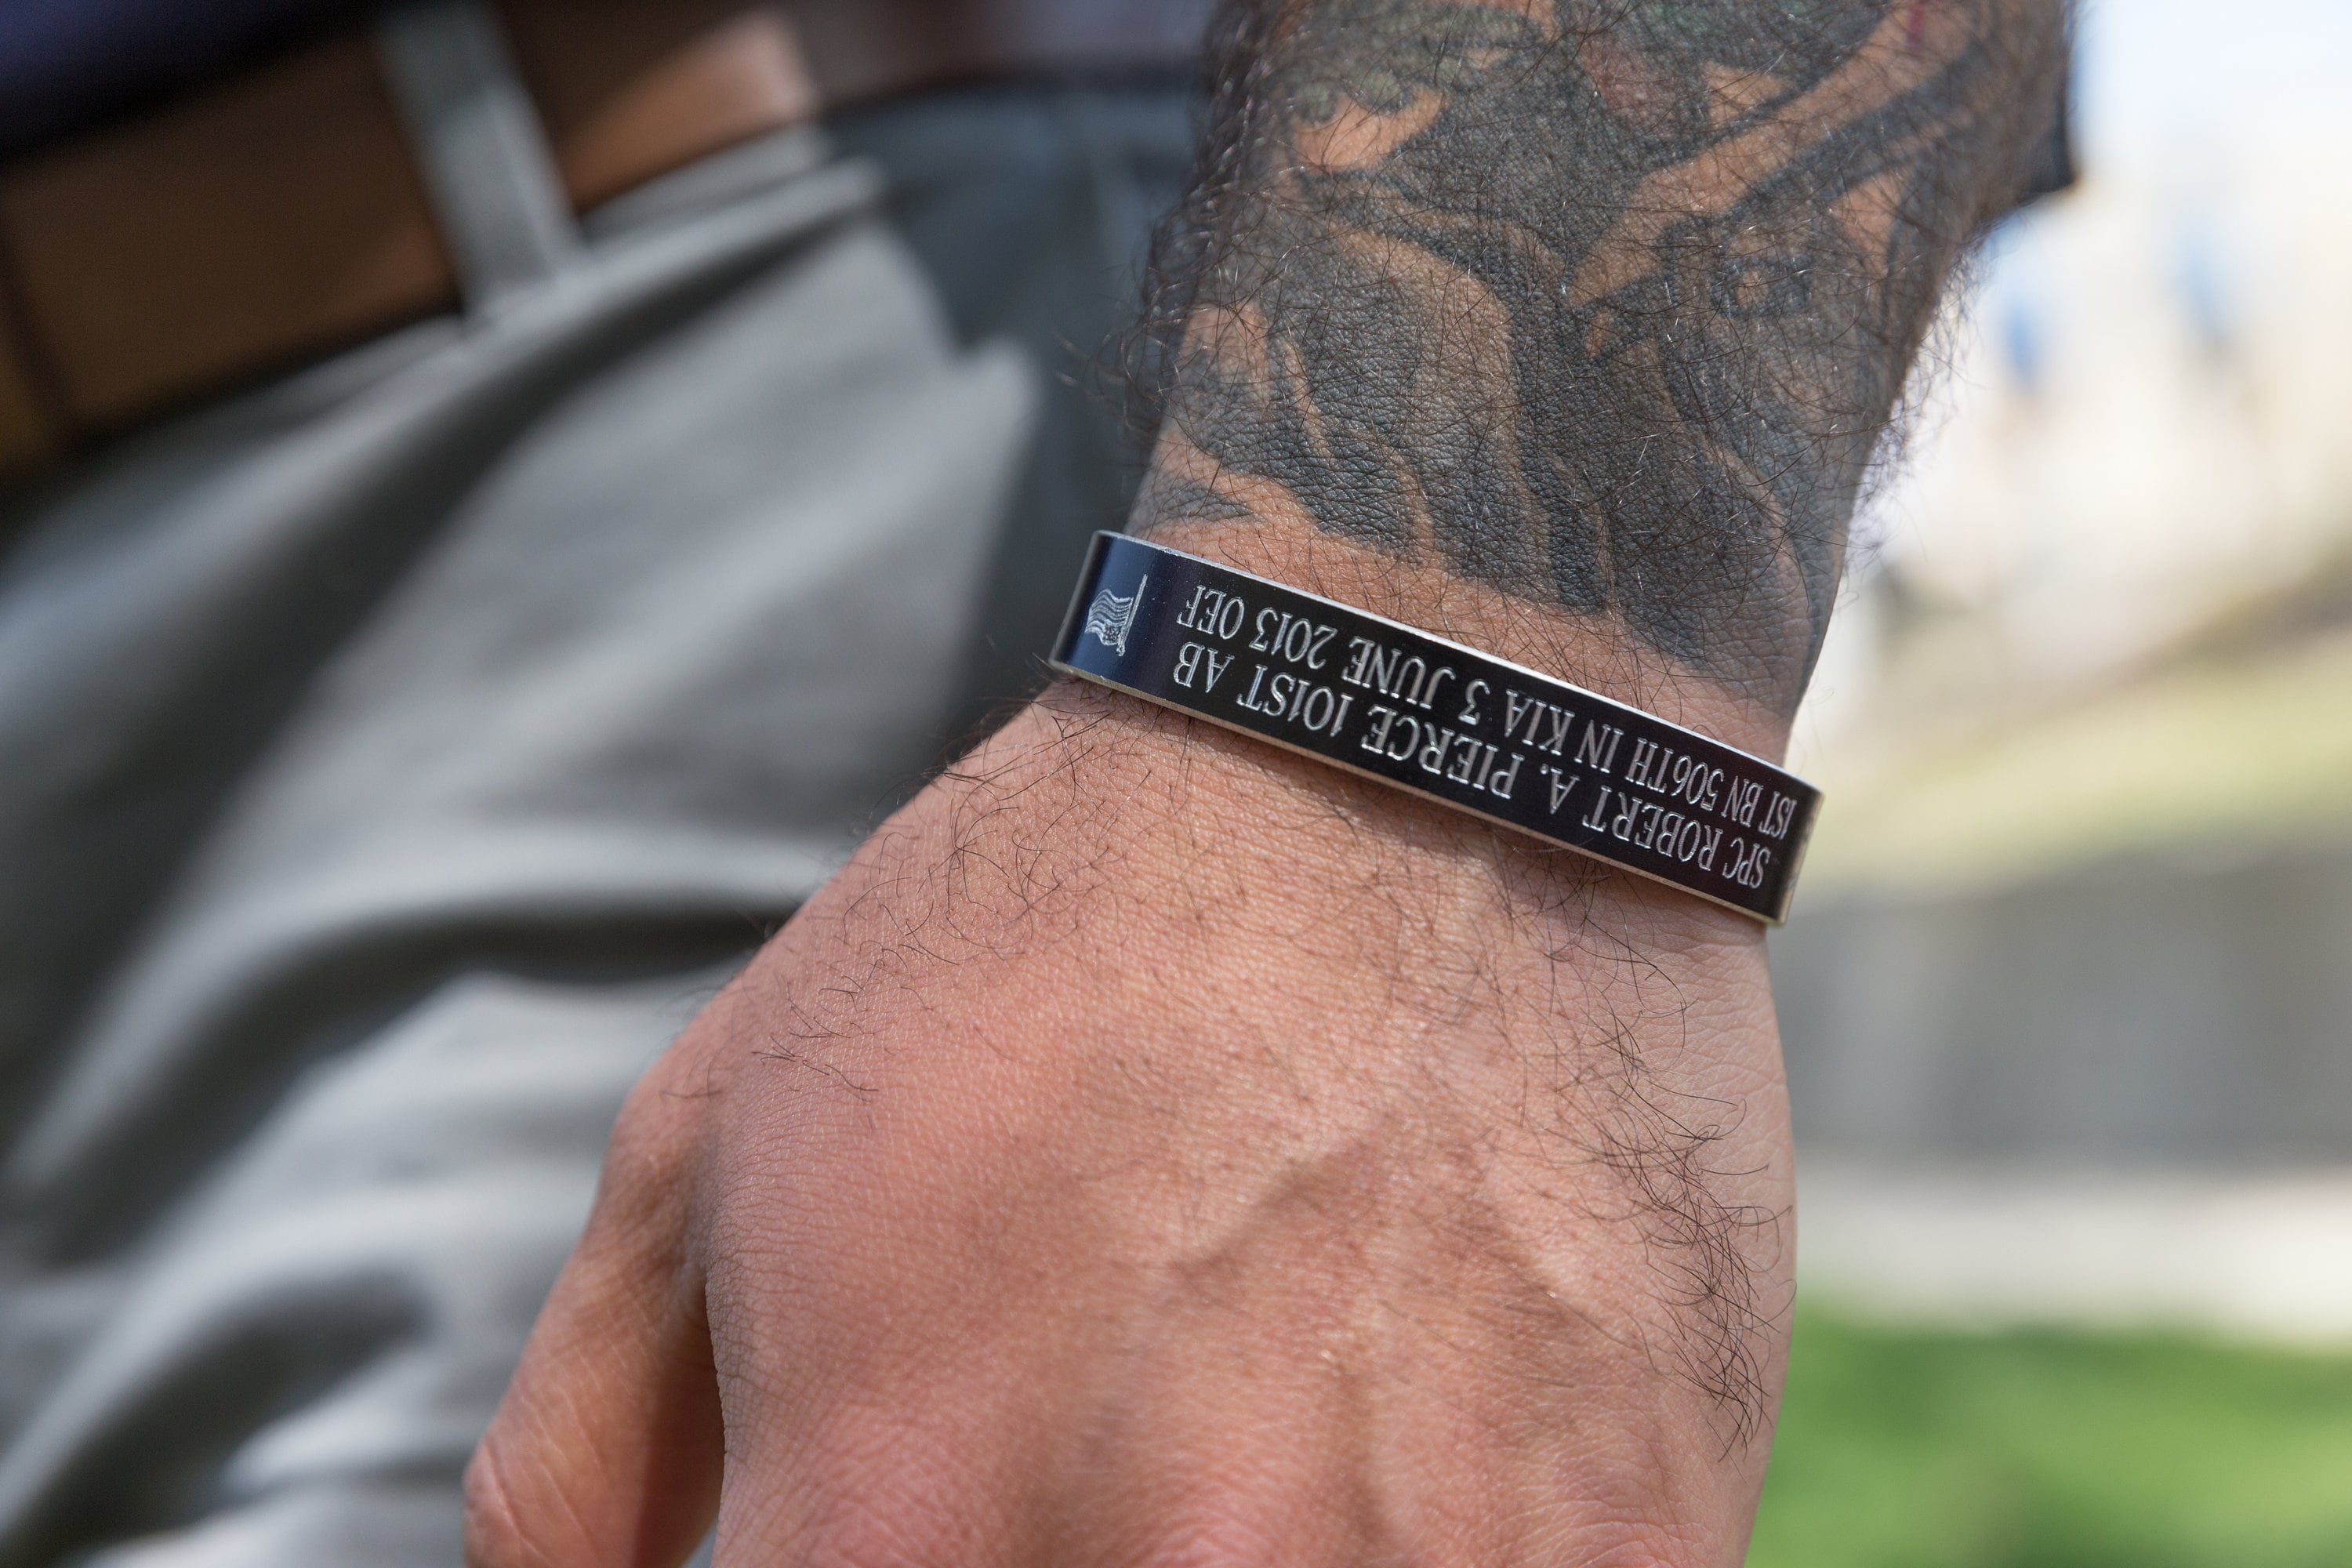 SPC ROBERT A. PIERCE 101ST AB
1ST BN 506TH IN KIA 3 JUNE 2013 OEF